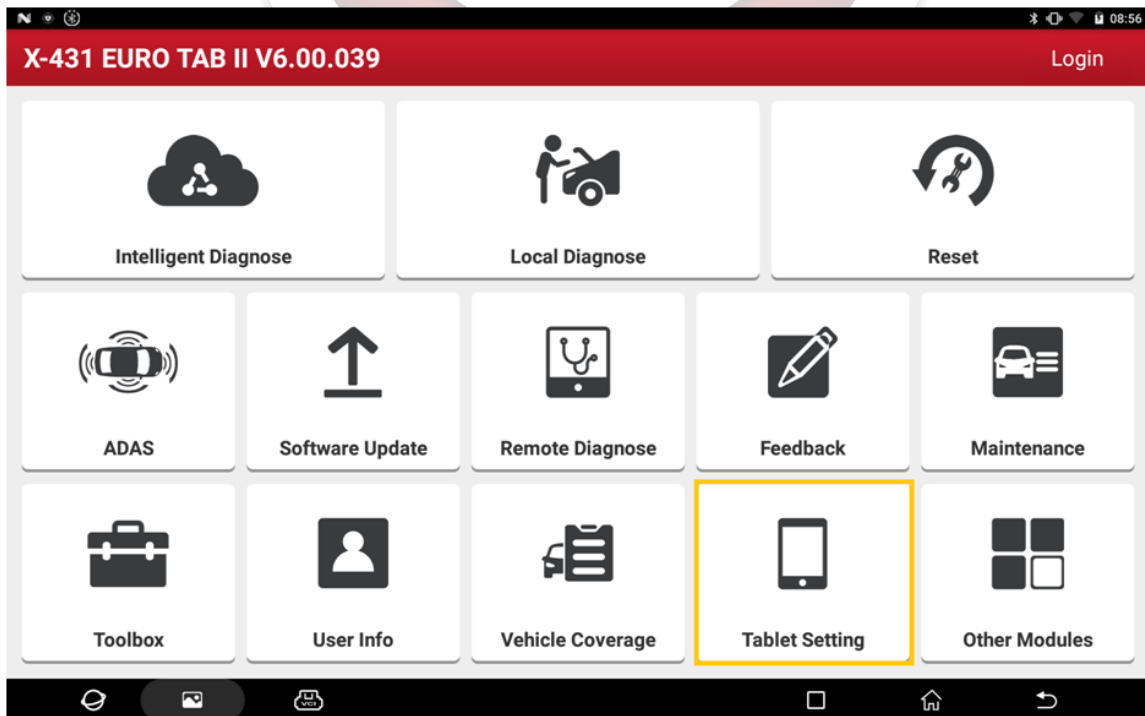 08:56
X-431 EURO TAB II V6.00.039
Login
Intelligent Diagnose
Local Diagnose
Reset
ADAS
Software Update
Remote Diagnose
Feedback
Maintenance
Toolbox
User Info
Vehicle Coverage
Tablet Setting
Other Modules
VCI